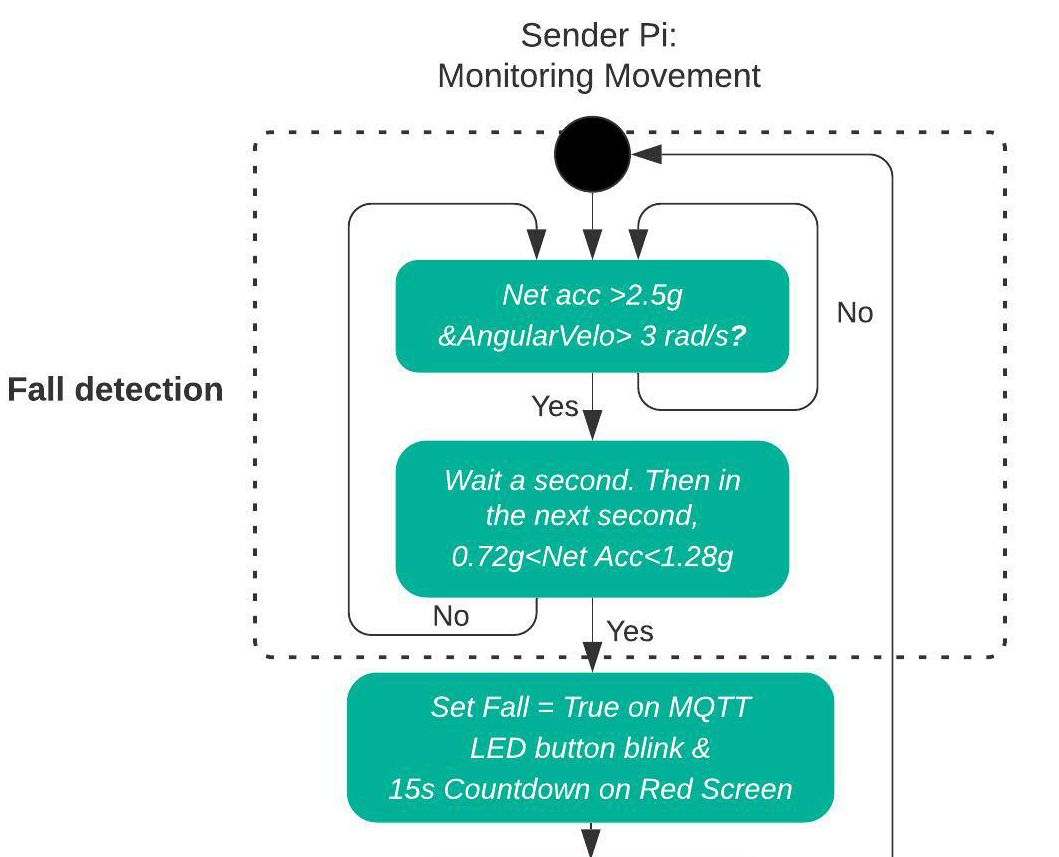 Sender Pi:
Monitoring Movement
Net acc >2.5g
&AngularVelo> 3 rad/s?
No
Fall detection
Yes
Wait a second. Then in
the next second,
0.72g<Net Acc<1.28g
No
Yes
Set Fall = True on MQTT
LED button blink &
15s Countdown on Red Screen